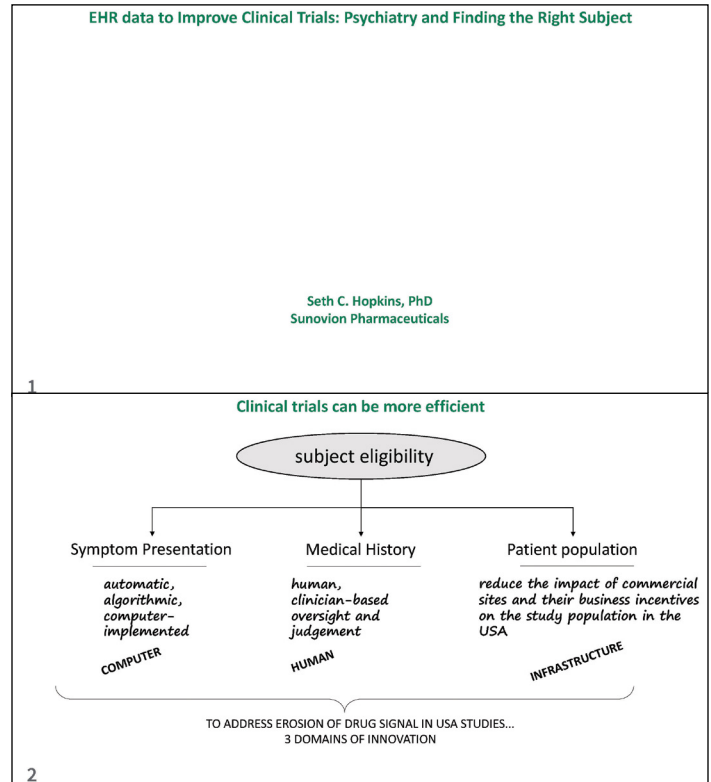 EHR data to Improve Clinical Trials: Psychiatry and Finding the Right Subject
Seth C. Hopkins, PhD
Sunovion Pharmaceuticals
1
Clinical trials can be more efficient
subject eligibility
Symptom Presentation
automatic,
algorithmic,
computer-
implemented
COMPUTER
Medical History
human,
clinician-based
oversight and
judgement
HUMAN
Patient population
reduce the impact of commercial
sites and their business incentives
on the study population in the
USA
INFRASTRUCTURE
TO ADDRESS EROSION OF DRUG SIGNAL IN USA STUDIES...
3 DOMAINS OF INNOVATION
2